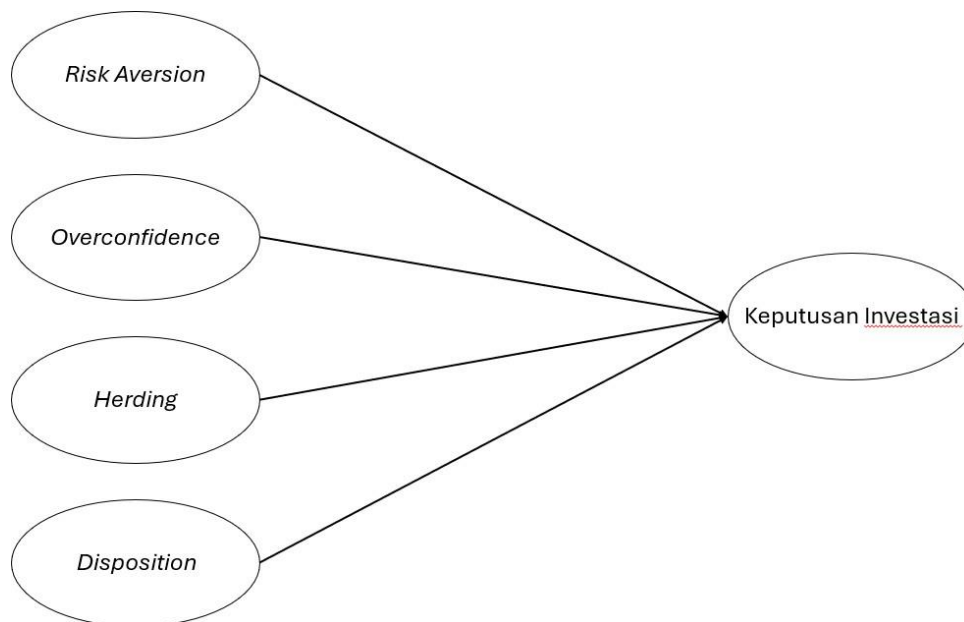 Risk Aversion
Overconfidence
Keputusan Investasi
Herding
Disposition